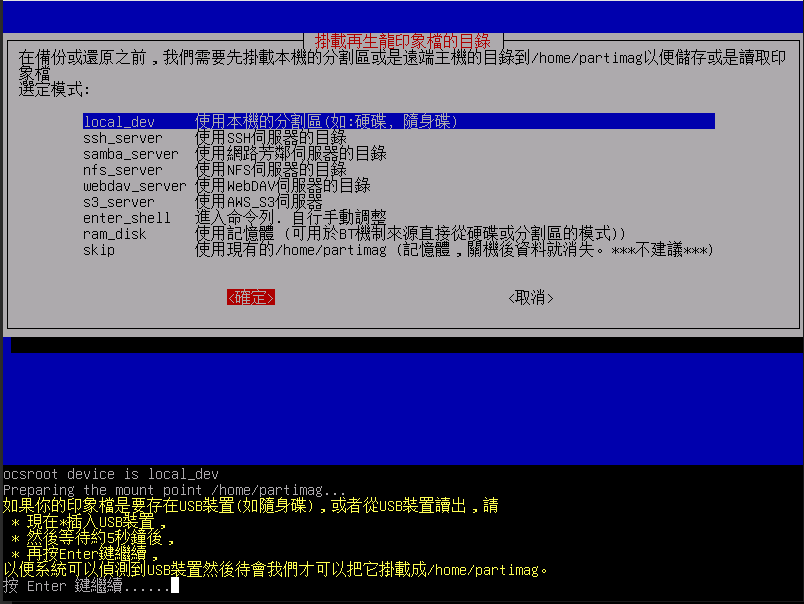 掛載再生龍印象檔的目錄
在備份或還原之前,我們需要先掛載本機的分割區或是遠端主機的目錄到/home/partimag以便儲存或是讀取印
象檔
選定模式:
local_dev 使用本機的分割區(如:硬碟, 隨身碟)
ssh_server 使用SSH伺服器的目錄
samba_server 使用網路芳鄰伺服器的目錄
nfs_server 使用NFS伺服器的目錄
webdav_server 使用WebDAV伺服器的目錄
s3_server 使用AWS_S3伺服器
enter_shell 進入命令列. 自行手動調整
ram_disk 使用記憶體 (可用於BT機制來源直接從硬碟或分割區的模式))
skip 使用現有的/home/partimag (記憶體,關機後資料就消失。***不建議***)
<確定> <取消>
ocsroot device is local_dev
Preparing the mount point /home/partimag...
如果你的印象檔是要存在USB裝置(如隨身碟),或者從USB裝置讀出,請
* 現在*插入USB裝置,
* 然後等待約5秒鐘後,
* 再按Enter鍵繼續,
以便系統可以偵測到USB裝置然後待會我們才可以把它掛載成/home/partimag。
按 Enter 鍵繼續......